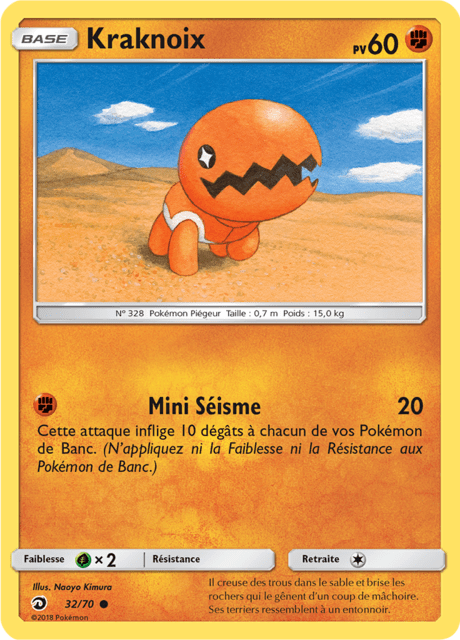 BASE Kraknoix PV60
N° 328 Pokémon Piégeur Taille : 0,7 m Poids : 15,0 kg
Mini Séisme 20
Cette attaque inflige 10 dégâts à chacun de vos Pokémon
de Banc. (N'appliquez ni la Faiblesse ni la Résistance aux
Pokémon de Banc.)
Faiblesse ×2 Résistance Retraite
Illus. Naoyo Kimura
32/70
©2018 Pokémon
Il creuse des trous dans le sable et brise les
rochers qui le gênent d'un coup de mâchoire.
Ses terriers ressemblent à un entonnoir.